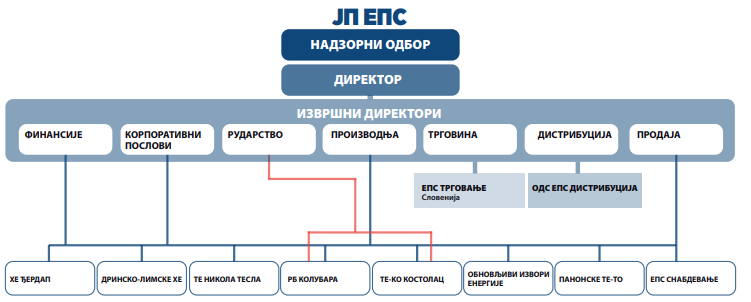 ЈП ЕПС
НАДЗОРНИ ОДБОР
ДИРЕКТОР
ИЗВРШНИ ДИРЕКТОРИ
ФИНАНСИЈЕ
КОРПОРАТИВНИ
ПОСЛОВИ
РУДАРСТВО
ПРОИЗВОДЊА
ТРГОВИНА
ДИСТРИБУЦИЈА
ПРОДАЈА
ЕПС ТРГОВАЊЕ
Словенија
ОДС ЕПС ДИСТРИБУЦИЈА
ХЕ ЂЕРДАП
ДРИНСКО-ЛИМСКЕ ХЕ
ТЕ НИКОЛА ТЕСЛА
РБ КОЛУБАРА
ТЕ-КО КОСТОЛАЦ
ОБНОВЉИВИ ИЗВОРИ
ЕНЕРГИЈЕ
ПАНОНСКЕ ТЕ-ТО
ЕПС СНАБДЕВАЊЕ